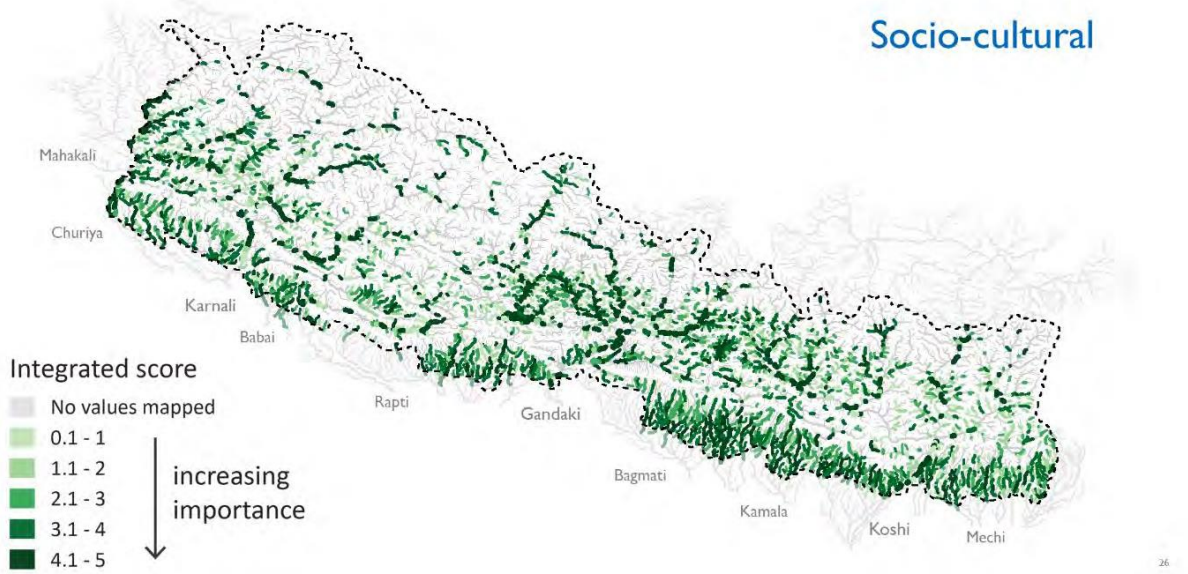 Socio-cultural
Mahakali
Churiya
Karnali
Babai
Rapti
Gandaki
Bagmati
Kamala
Koshi
Mechi
Integrated score
No values mapped
0.1 - 1
1.1 - 2
2.1 - 3
3.1 - 4
4.1 - 5
increasing
importance
26